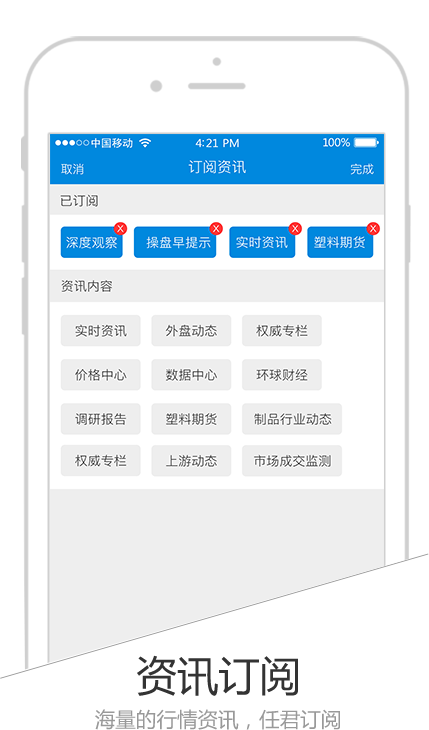 中国移动 4:21 PM 100%
取消 订阅资讯 完成
已订阅
深度观察 X 操盘早提示 X 实时资讯 X 塑料期货 X
资讯内容
实时资讯 外盘动态 权威专栏
价格中心 数据中心 环球财经
调研报告 塑料期货 制品行业动态
权威专栏 上游动态 市场成交监测
资讯订阅
海量的行情资讯，任君订阅